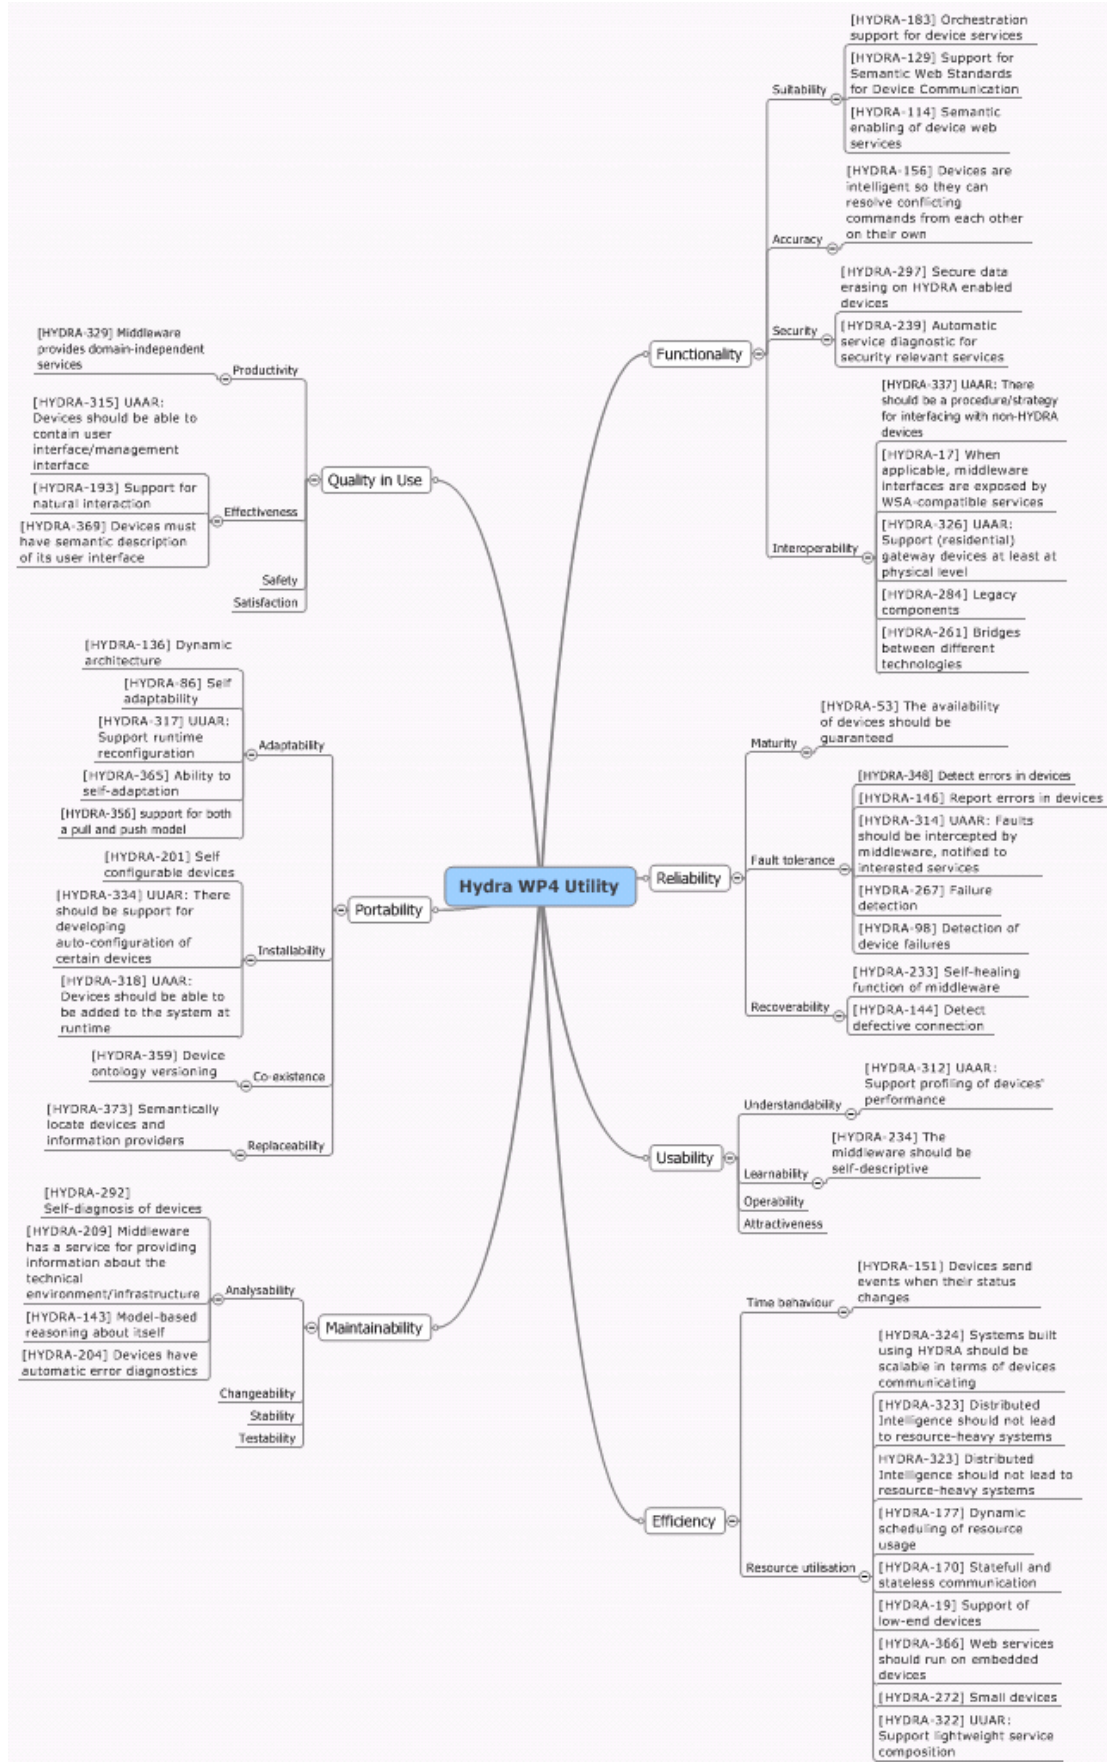 [HYDRA-183] Orchestration
support for device services
[HYDRA-129] Support for
Semantic Web Standards
for Device Communication
Suitability
[HYDRA-114] Semantic
enabling of device web
services
[HYDRA-156] Devices are
intelligent so they can
resolve conflicting
commands from each other
on their own
Accuracy
[HYDRA-297] Secure data
erasing on HYDRA enabled
devices
Security
[HYDRA-239] Automatic
service diagnostic for
security relevant services
Functionality
[HYDRA-337] UAAR: There
should be a procedure/strategy
for interfacing with non-HYDRA
devices
[HYDRA-17] When
applicable, middleware
interfaces are exposed by
WSA-compatible services
[HYDRA-326] UAAR:
Support (residential)
gateway devices at least at
physical level
Interoperability
[HYDRA-284] Legacy
components
[HYDRA-261] Bridges
between different
technologies
[HYDRA-329] Middleware
provides domain-independent
services
Productivity
[HYDRA-315] UAAR:
Devices should be able to
contain user
interface/management
interface
Quality in Use
[HYDRA-193] Support for
natural interaction
Effectiveness
[HYDRA-369] Devices must
have semantic description
of its user interface
Safety
Satisfaction
[HYDRA-136] Dynamic
architecture
[HYDRA-86] Self
adaptability
[HYDRA-317] UUAR:
Support runtime
reconfiguration
Adaptability
[HYDRA-365] Ability to
self-adaptation
[HYDRA-356] support for both
a pull and push model
[HYDRA-201] Self
configurable devices
[HYDRA-334] UUAR: There
should be support for
developing
auto-configuration of
certain devices
Installability
[HYDRA-318] UAAR:
Devices should be able to
be added to the system at
runtime
Portability
[HYDRA-359] Device
ontology versioning
Co-existence
[HYDRA-373] Semantically
locate devices and
information providers
Replaceability
Hydra WP4 Utility
[HYDRA-53] The availability
of devices should be
guaranteed
Maturity
[HYDRA-348] Detect errors in devices
[HYDRA-146] Report errors in devices
[HYDRA-314] UAAR: Faults
should be intercepted by
middleware, notified to
interested services
Fault tolerance
Reliability
[HYDRA-267] Failure
detection
[HYDRA-98] Detection of
device failures
[HYDRA-233] Self-healing
function of middleware
Recoverability
[HYDRA-144] Detect
defective connection
[HYDRA-312] UAAR:
Support profiling of devices'
performance
Understandability
[HYDRA-234] The
middleware should be
self-descriptive
Usability
Learnability
Operability
Attractiveness
[HYDRA-292]
Self-diagnosis of devices
[HYDRA-209] Middleware
has a service for providing
information about the
technical
environment/infrastructure
Analysability
[HYDRA-143] Model-based
reasoning about itself
[HYDRA-204] Devices have
automatic error diagnostics
Maintainability
Changeability
Stability
Testability
[HYDRA-151] Devices send
events when their status
changes
Time behaviour
[HYDRA-324] Systems built
using HYDRA should be
scalable in terms of devices
communicating
[HYDRA-323] Distributed
Intelligence should not lead
to resource-heavy systems
HYDRA-323] Distributed
Intelligence should not lead to
resource-heavy systems
Efficiency
[HYDRA-177] Dynamic
scheduling of resource
usage
Resource utilisation
[HYDRA-170] Statefull and
stateless communication
[HYDRA-19] Support of
low-end devices
[HYDRA-366] Web services
should run on embedded
devices
[HYDRA-272] Small devices
[HYDRA-322] UUAR:
Support lightweight service
composition